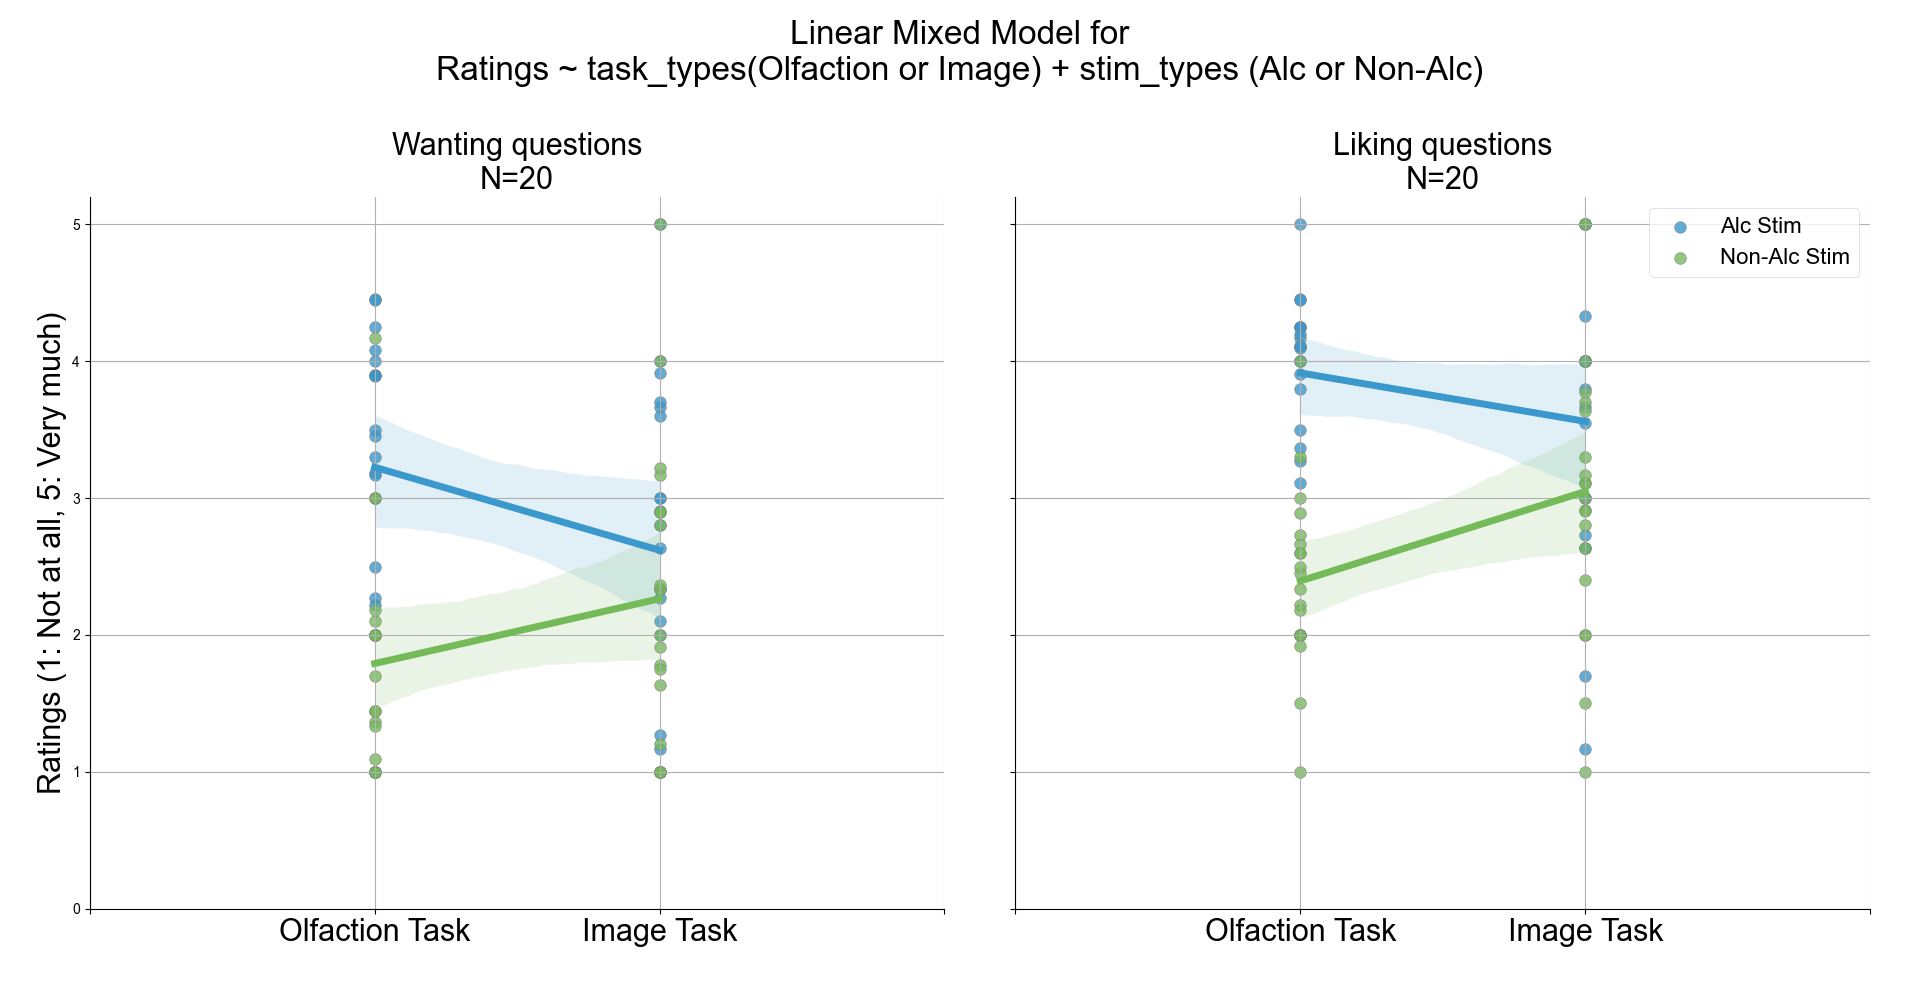 Linear Mixed Model for
Ratings ~ task_types(Olfaction or Image) + stim_types (Alc or Non-Alc)
Wanting questions
N=20
Liking questions
N=20
Ratings (1: Not at all, 5: Very much)
5
4
3
2
1
0
Alc Stim
Non-Alc Stim
Olfaction Task
Image Task
Olfaction Task
Image Task